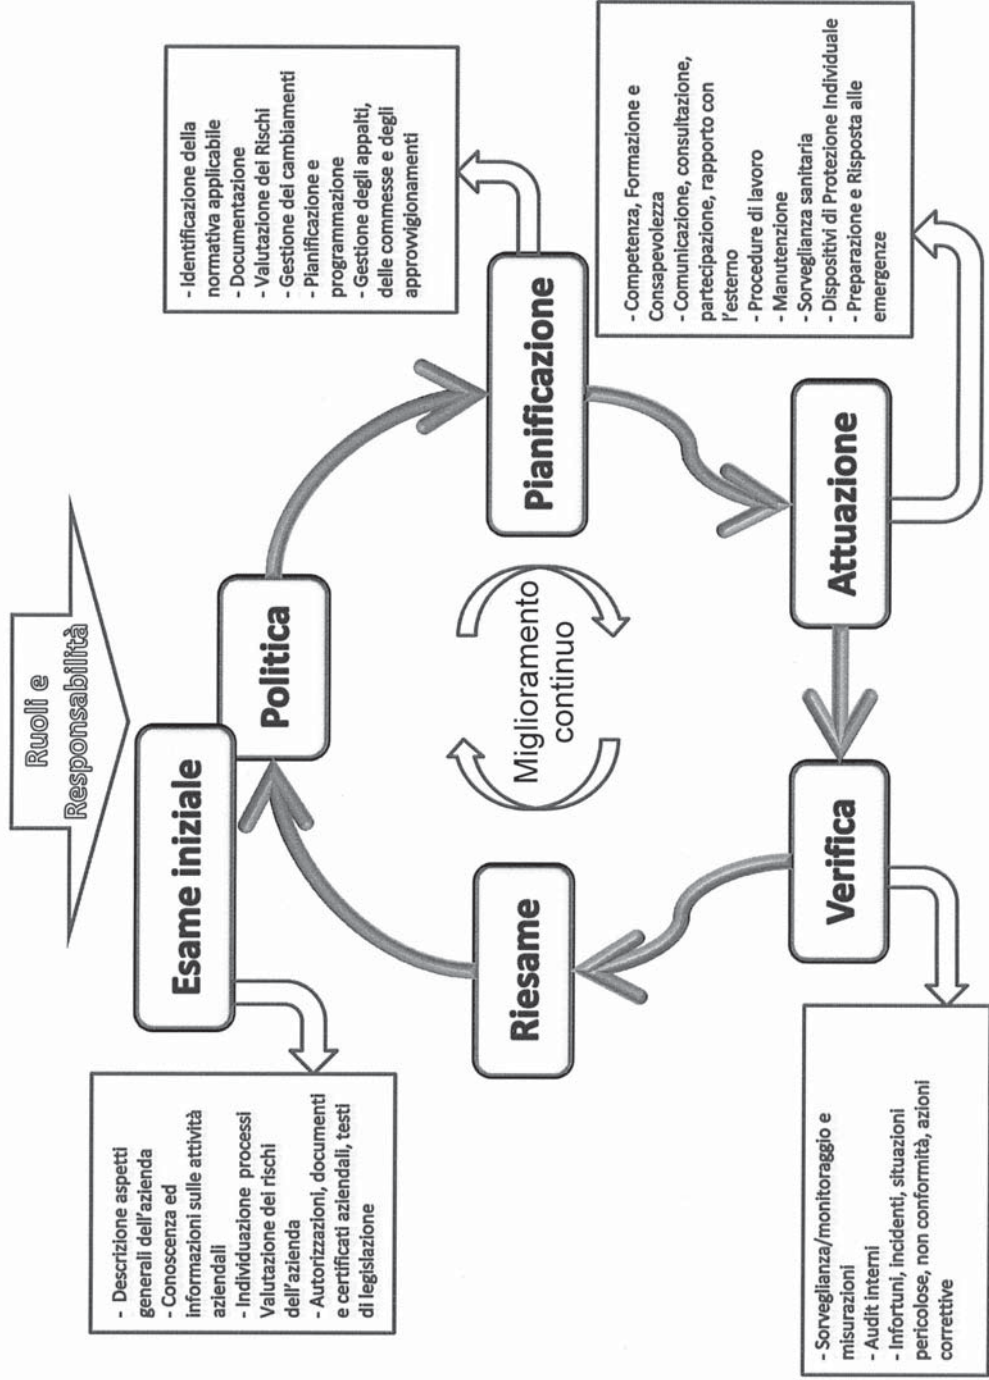 Ruoli e
Responsabilità
Esame iniziale
- Descrizione aspetti
generali dell'azienda
- Conoscenza ed
informazioni sulle attività
aziendali
- Individuazione processi
Valutazione dei rischi
dell'azienda
- Autorizzazioni, documenti
e certificati aziendali, testi
di legislazione
Politica
Pianificazione
- Identificazione della
normativa applicabile
- Documentazione
- Valutazione dei Rischi
- Gestione dei cambiamenti
- Pianificazione e
programmazione
- Gestione degli appalti,
delle commesse e degli
approvvigionamenti
Miglioramento
continuo
Attuazione
- Competenza, Formazione e
Consapevolezza
- Comunicazione, consultazione,
partecipazione, rapporto con
l'esterno
- Procedure di lavoro
- Manutenzione
- Sorveglianza sanitaria
- Dispositivi di Protezione Individuale
- Preparazione e Risposta alle
emergenze
Verifica
- Sorveglianza/monitoraggio e
misurazioni
- Audit interni
- Infortuni, incidenti, situazioni
pericolose, non conformità, azioni
correttive
Riesame